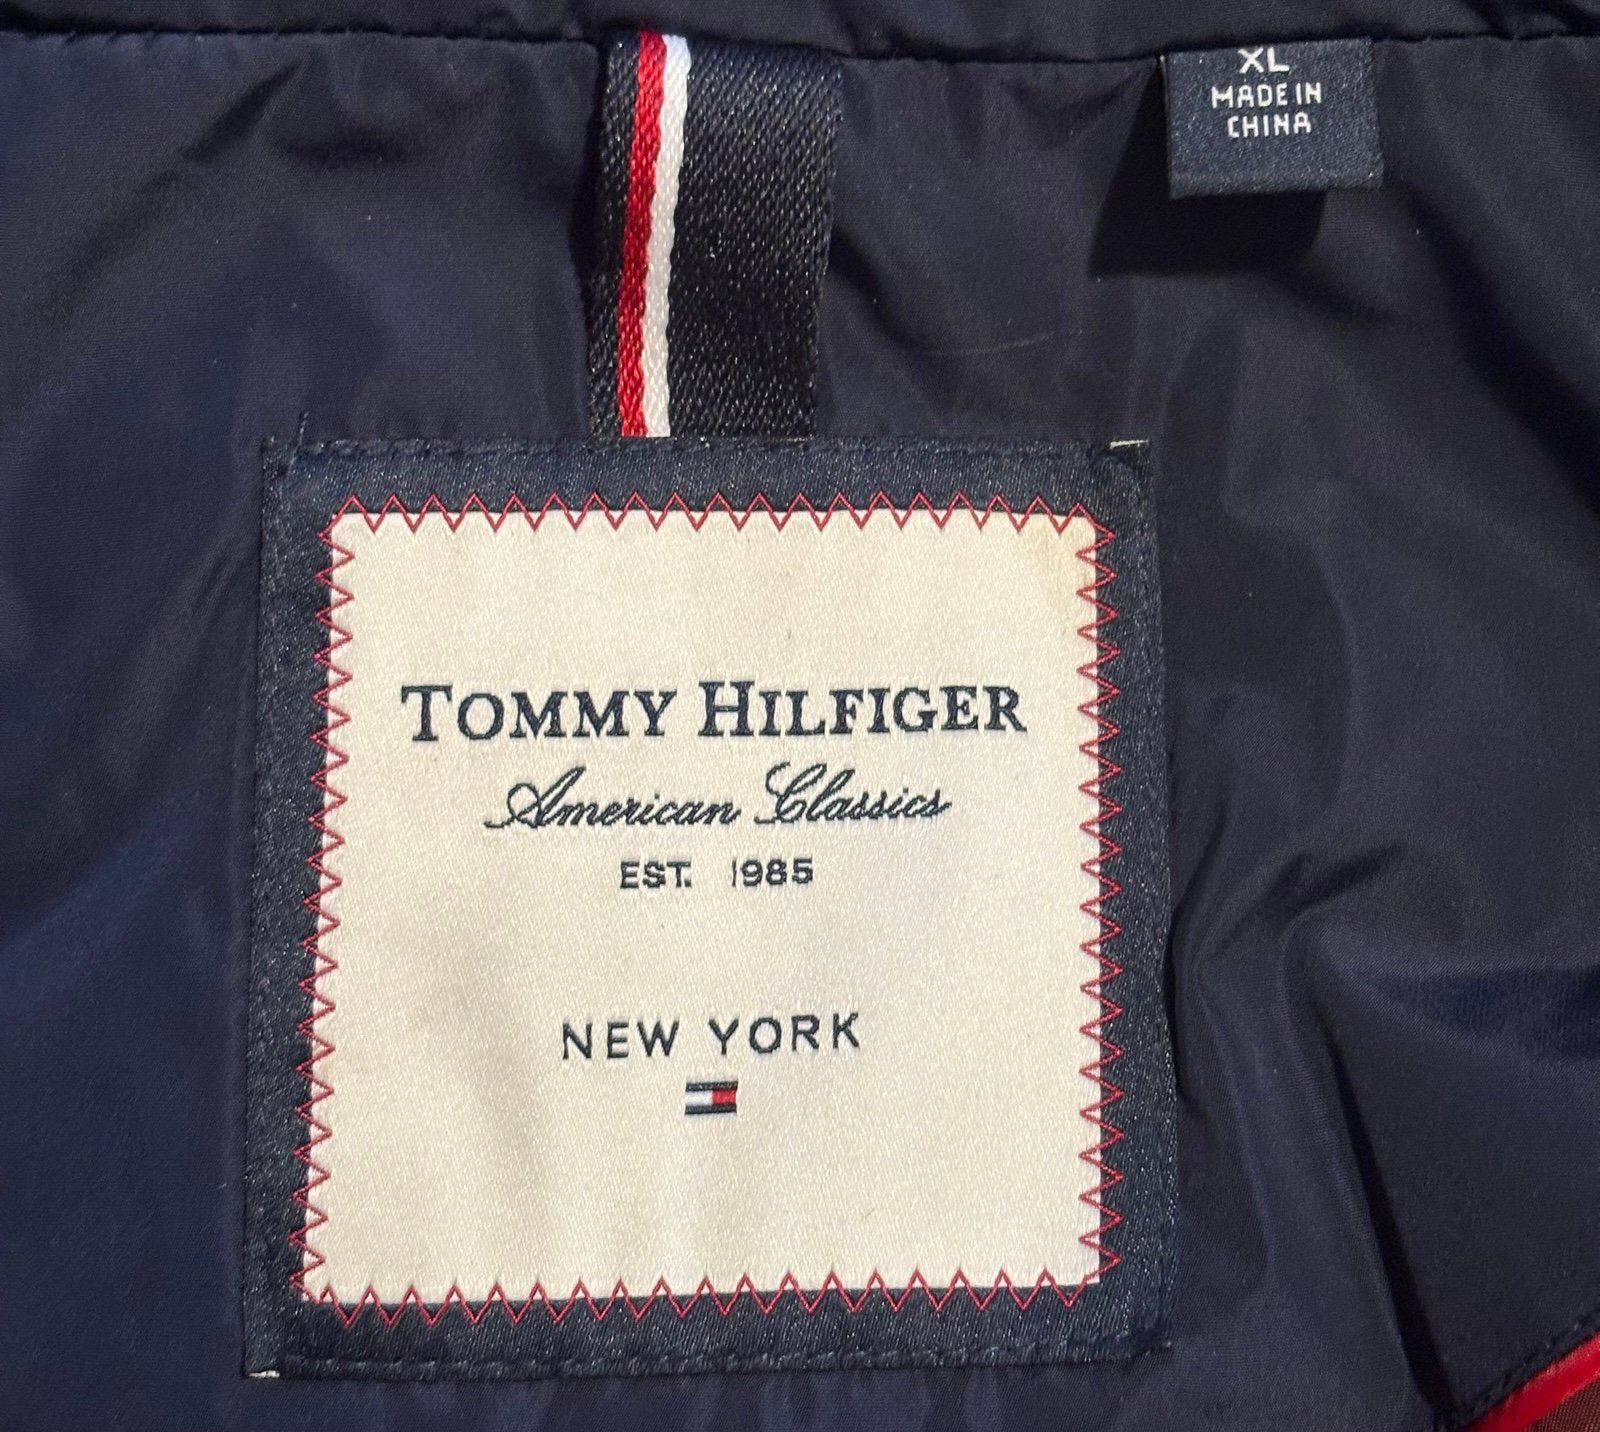 XL
MADE IN
CHINA
TOMMY HILFIGER
American Classics
EST. 1985
NEW YORK